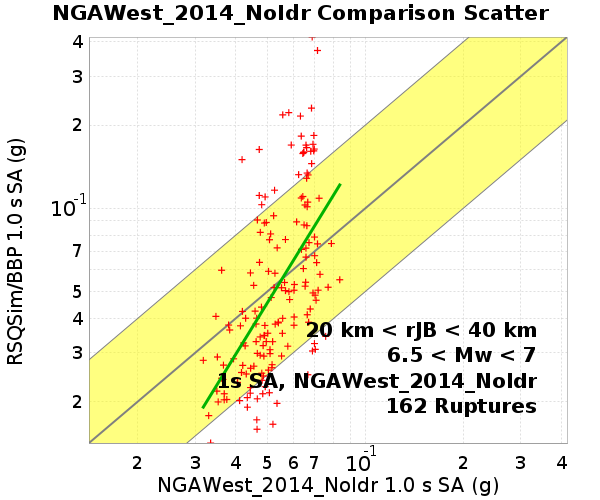 NGAWest_2014_NoIdr Comparison Scatter
RSQSim/BBP 1.0 s SA (g)
4
3
2
10-1
7
6
5
4
3
2
20 km < rJB < 40 km
6.5 < Mw < 7
1s SA, NGAWest_2014_NoIdr
162 Ruptures
2 3 4 5 6 7 10-1 2 3 4
NGAWest_2014_NoIdr 1.0 s SA (g)